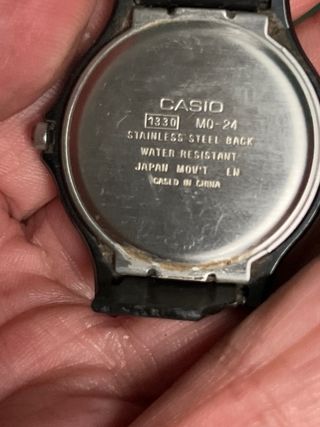 CASIO
1330 MQ-24
STAINLESS STEEL BACK
WATER RESISTANT
JAPAN MOV'T EN
CASED IN CHINA